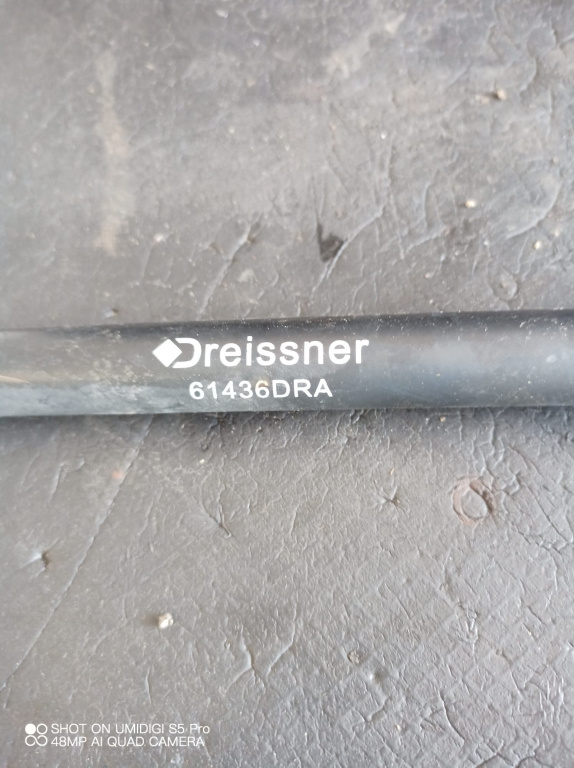 Dreissner
61436DRA
SHOT ON UMIDIGI S5 Pro
48MP AI QUAD CAMERA